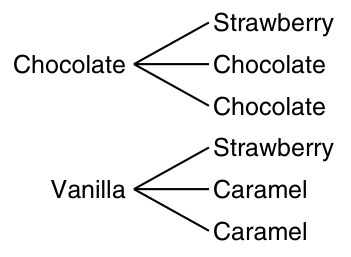 Strawberry
Chocolate
Chocolate
Chocolate
Strawberry
Vanilla
Caramel
Caramel